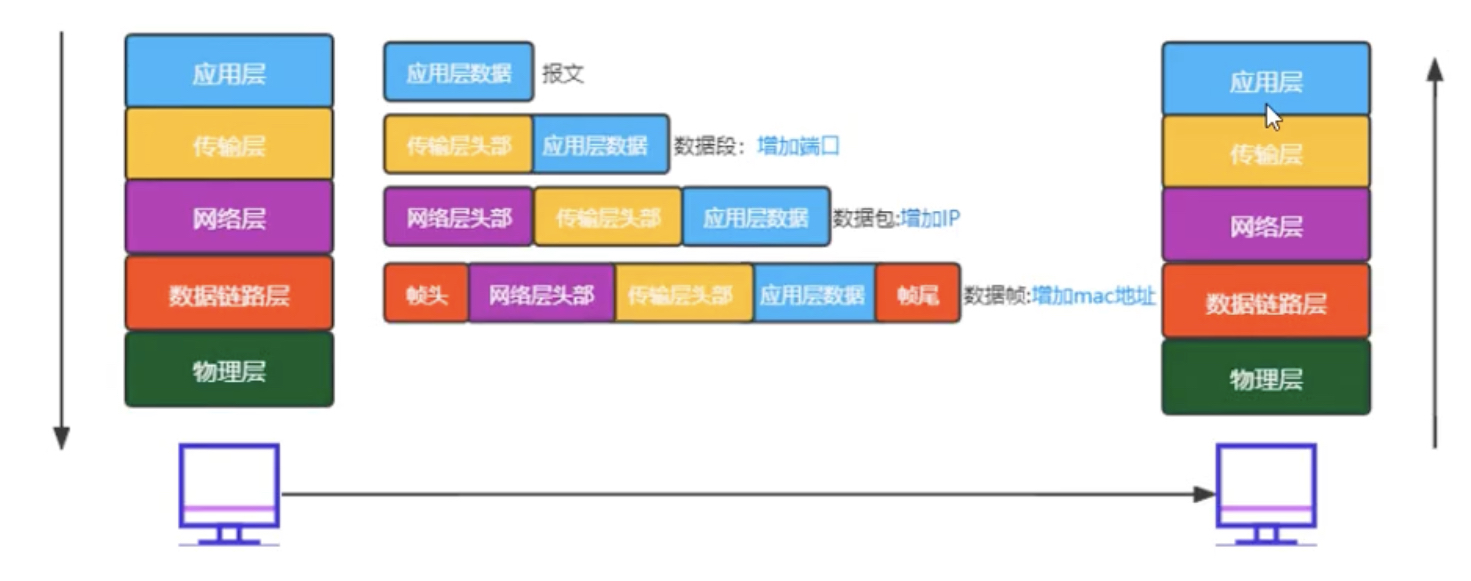 应用层
传输层
网络层
数据链路层
物理层
应用层数据 报文
传输层头部 应用层数据 数据段：增加端口
网络层头部 传输层头部 应用层数据 数据包:增加IP
帧头 网络层头部 传输层头部 应用层数据 帧尾 数据帧:增加mac地址
应用层
传输层
网络层
数据链路层
物理层